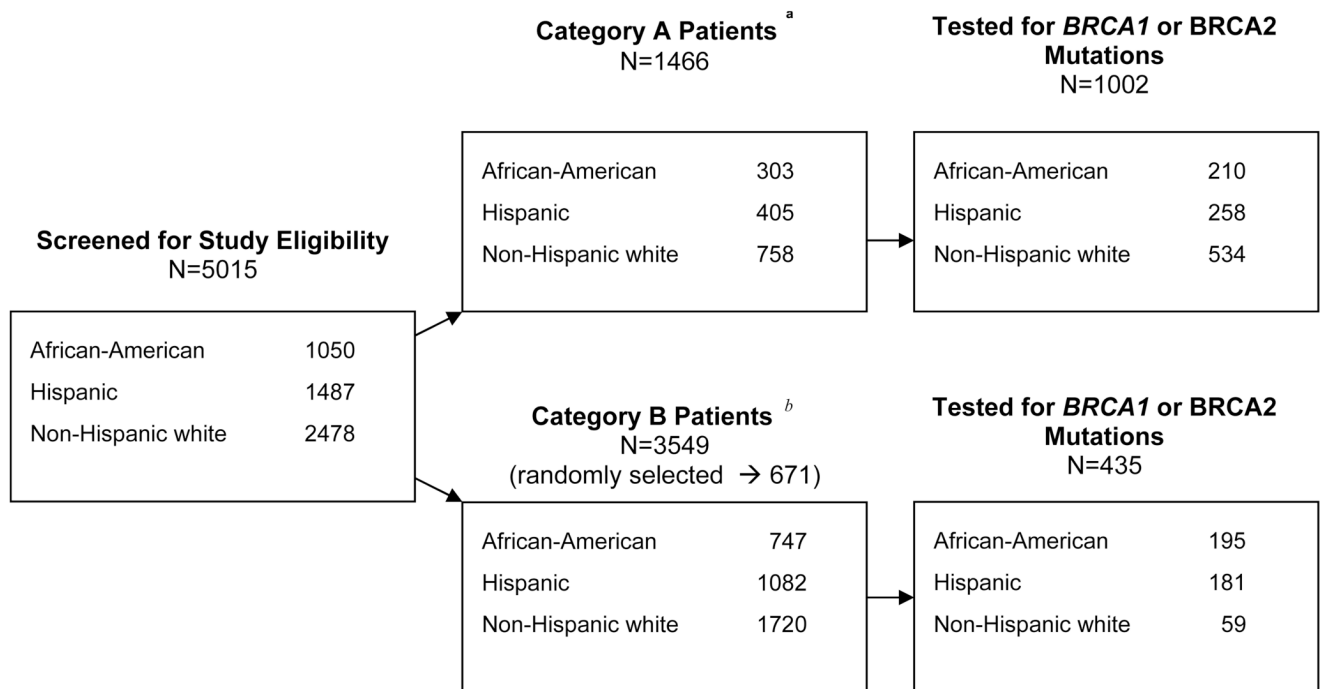 Screened for Study Eligibility
N=5015
African-American 1050
Hispanic 1487
Non-Hispanic white 2478
Category A Patients a
N=1466
African-American 303
Hispanic 405
Non-Hispanic white 758
Tested for BRCA1 or BRCA2
Mutations
N=1002
African-American 210
Hispanic 258
Non-Hispanic white 534
Category B Patients b
N=3549
(randomly selected → 671)
African-American 747
Hispanic 1082
Non-Hispanic white 1720
Tested for BRCA1 or BRCA2
Mutations
N=435
African-American 195
Hispanic 181
Non-Hispanic white 59